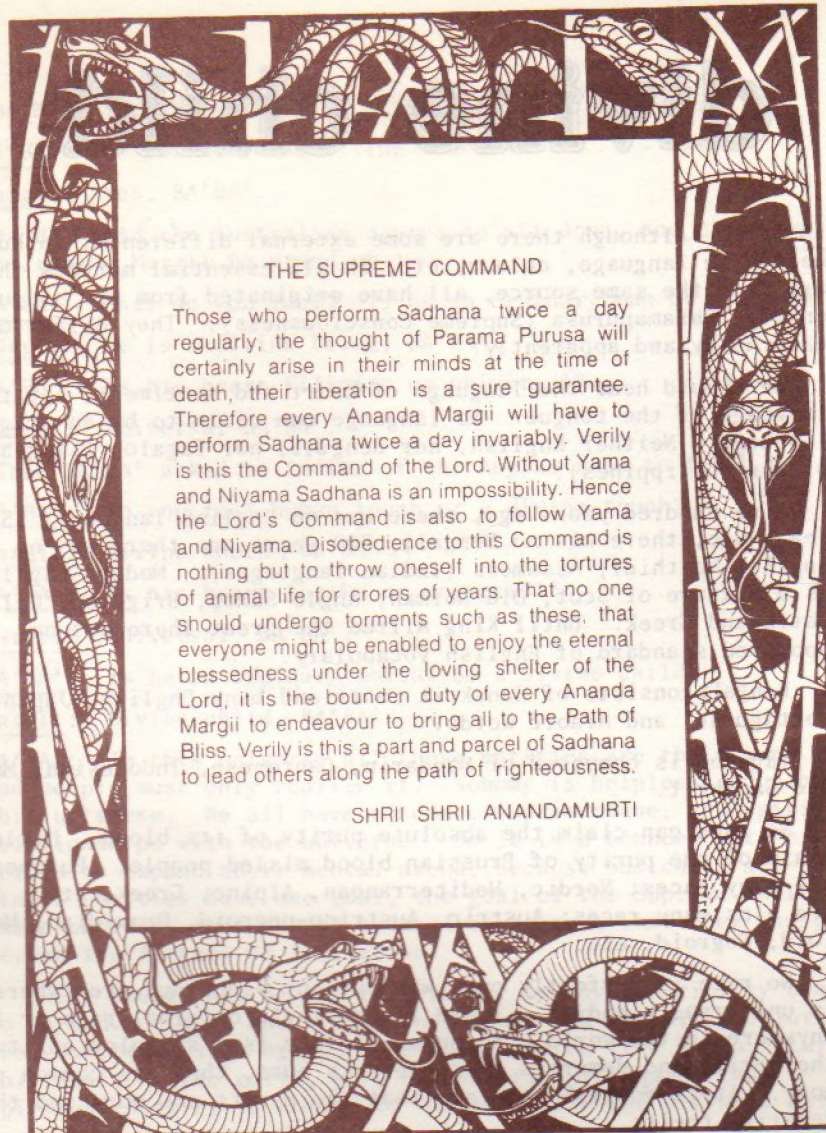 THE SUPREME COMMAND
Those who perform Sadhana twice a day
regularly, the thought of Parama Purusa will
certainly arise in their minds at the time of
death, their liberation is a sure guarantee.
Therefore every Ananda Margii will have to
perform Sadhana twice a day invariably. Verily
is this the Command of the Lord. Without Yama
and Niyama Sadhana is an impossibility. Hence
the Lord's Command is also to follow Yama
and Niyama. Disobedience to this Command is
nothing but to throw oneself into the tortures
of animal life for crores of years. That no one
should undergo torments such as these, that
everyone might be enabled to enjoy the eternal
blessedness under the loving shelter of the
Lord, it is the bounden duty of every Ananda
Margii to endeavour to bring all to the Path of
Bliss. Verily is this a part and parcel of Sadhana
to lead others along the path of righteousness.
SHRII SHRII ANANDAMURTI